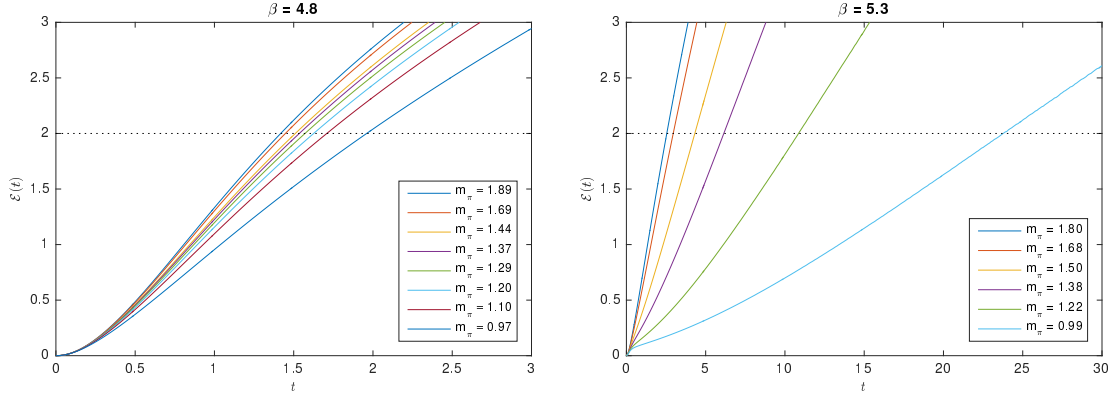 β = 4.8
3
2.5
2
1.5
1
0.5
0
0
0.5
1
1.5
2
2.5
3
ℰ(t)
t
m_π = 1.89
m_π = 1.69
m_π = 1.44
m_π = 1.37
m_π = 1.29
m_π = 1.20
m_π = 1.10
m_π = 0.97
β = 5.3
3
2.5
2
1.5
1
0.5
0
0
5
10
15
20
25
30
ℰ(t)
t
m_π = 1.80
m_π = 1.68
m_π = 1.50
m_π = 1.38
m_π = 1.22
m_π = 0.99